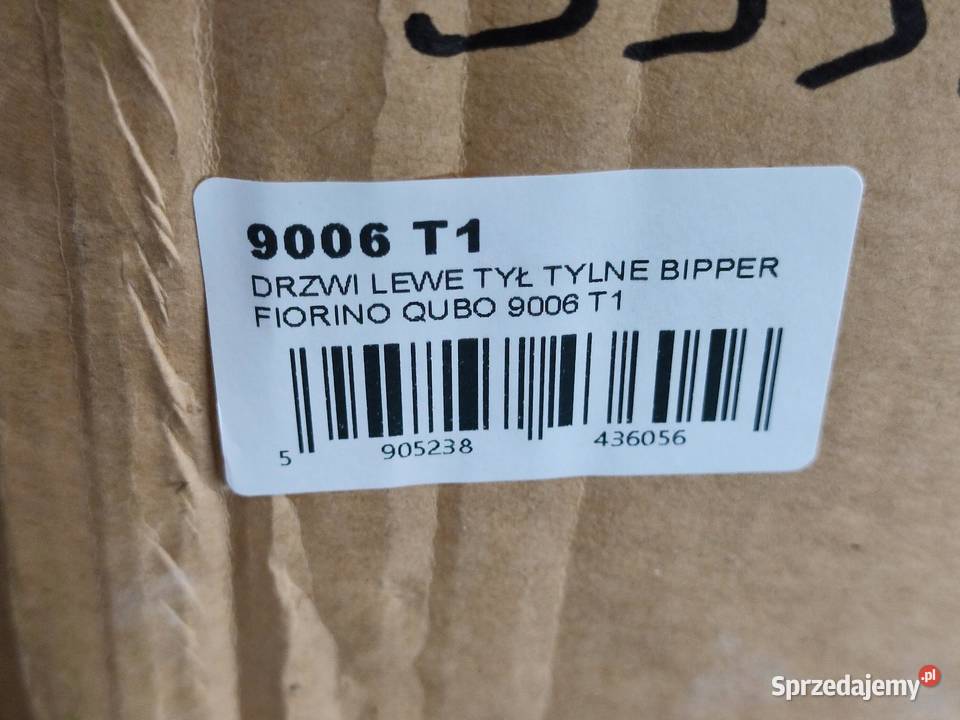 9006 T1
DRZWI LEWE TYŁ TYLNE BIPPER
FIORINO QUBO 9006 T1
5 905238 436056
Sprzedajemy.pl